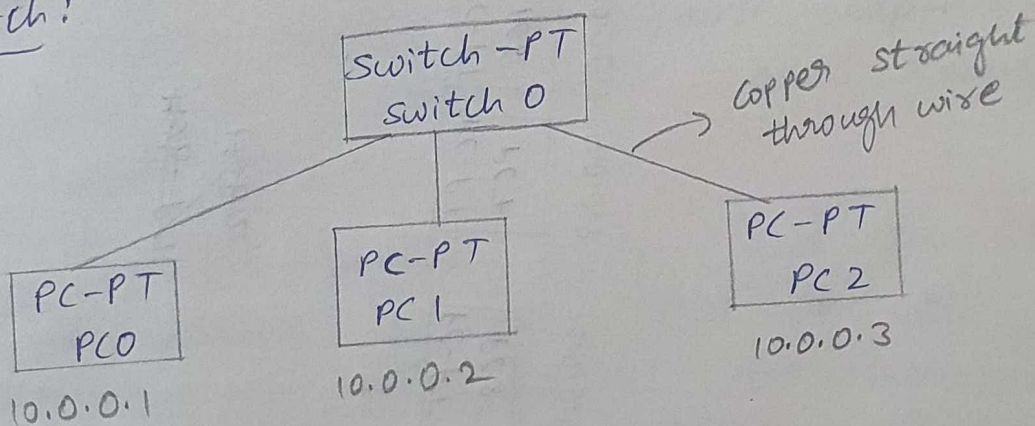 ch:
Switch-PT
Switch 0
Copper straight
through wire
PC-PT
PC0
10.0.0.1
PC-PT
PC 1
10.0.0.2
PC-PT
PC 2
10.0.0.3